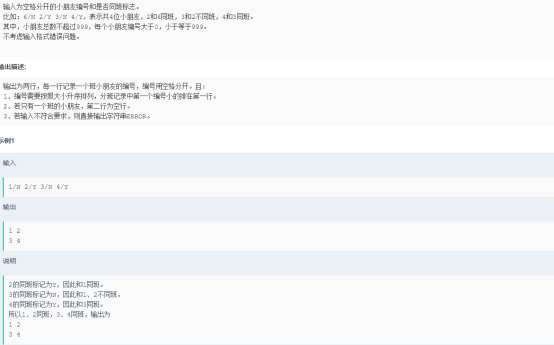 输入为空格分开的小朋友编号和是否同班标志。
比如：6/N 2/Y 3/N 4/Y，表示共4位小朋友，2和6同班，3和2不同班，4和3同班。
其中，小朋友总数不超过999，每个小朋友编号大于0，小于等于999。
不考虑输入格式错误问题。
输出描述：
输出为两行，每一行记录一个班小朋友的编号，编号用空格分开。且：
1、编号需要按照大小升序排列，分班记录中第一个编号小的排在第一行。
2、若只有一个班的小朋友，第二行为空行。
3、若输入不符合要求，则直接输出字符串ERROR。
示例1
输入
1/N 2/Y 3/N 4/Y
输出
1 2
3 4
说明
2的同班标记为Y，因此和1同班。
3的同班标记为N，因此和1、2不同班。
4的同班标记为Y，因此和3同班。
所以1、2同班，3、4同班，输出为
1 2
3 4